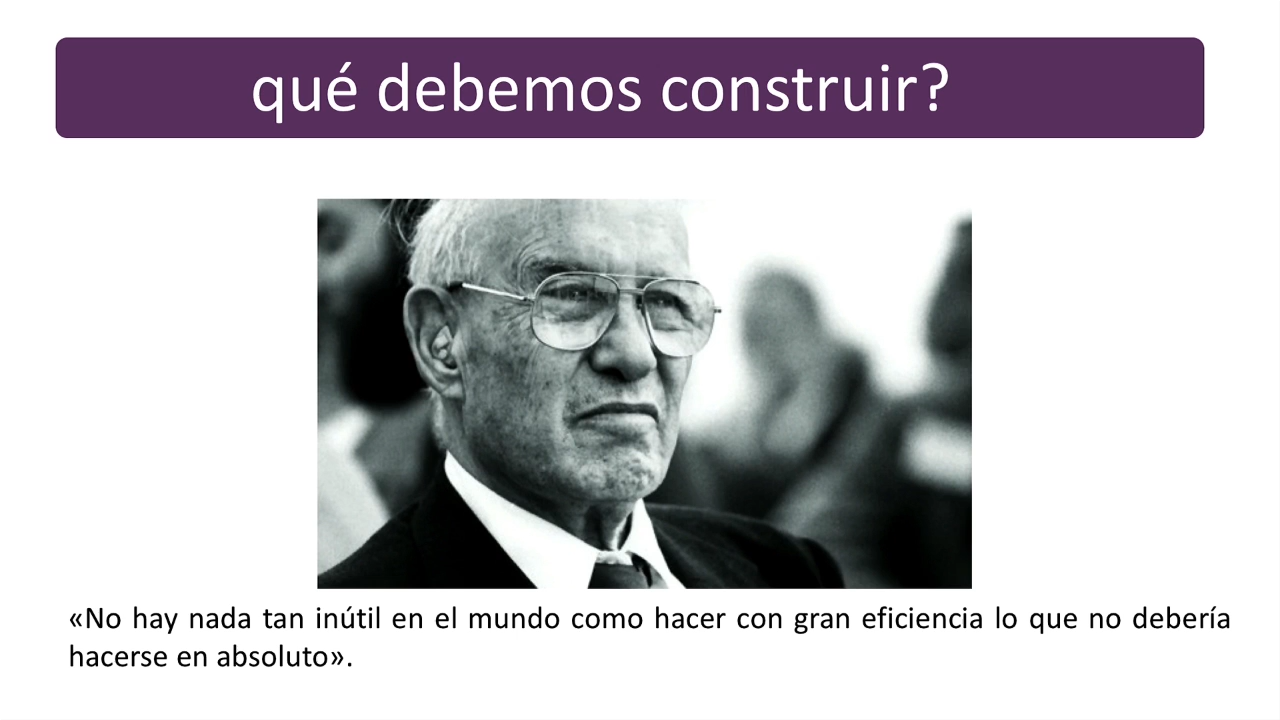 qué debemos construir?
«No hay nada tan inútil en el mundo como hacer con gran eficiencia lo que no debería
hacerse en absoluto».